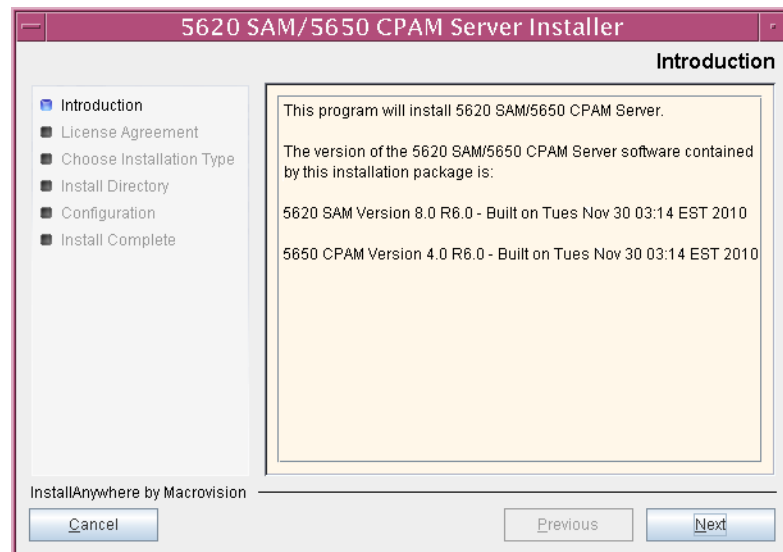 5620 SAM/5650 CPAM Server Installer
Introduction
Introduction
License Agreement
Choose Installation Type
Install Directory
Configuration
Install Complete
This program will install 5620 SAM/5650 CPAM Server.
The version of the 5620 SAM/5650 CPAM Server software contained
by this installation package is:
5620 SAM Version 8.0 R6.0 - Built on Tues Nov 30 03:14 EST 2010
5650 CPAM Version 4.0 R6.0 - Built on Tues Nov 30 03:14 EST 2010
InstallAnywhere by Macrovision
Cancel
Previous
Next